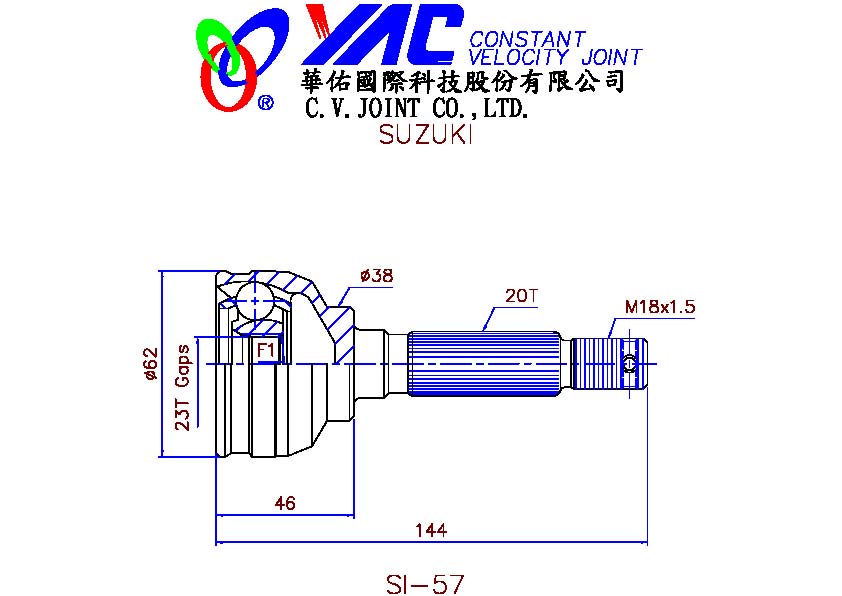 YAC CONSTANT
VELOCITY JOINT
®
華佑國際科技股份有限公司
C.V.JOINT CO.,LTD.
SUZUKI
ø38
20T
M18x1.5
F1
ø62
23T Gaps
46
144
SI-57